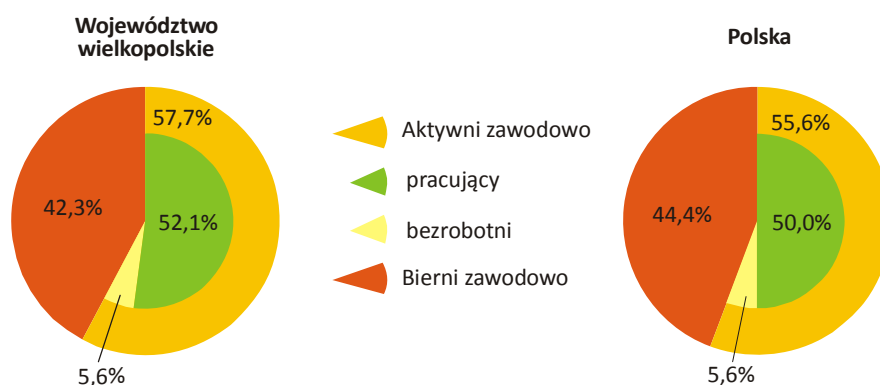 Województwo
wielkopolskie
57,7%
42,3%
52,1%
5,6%
Aktywni zawodowo
pracujący
bezrobotni
Bierni zawodowo
Polska
55,6%
44,4%
50,0%
5,6%